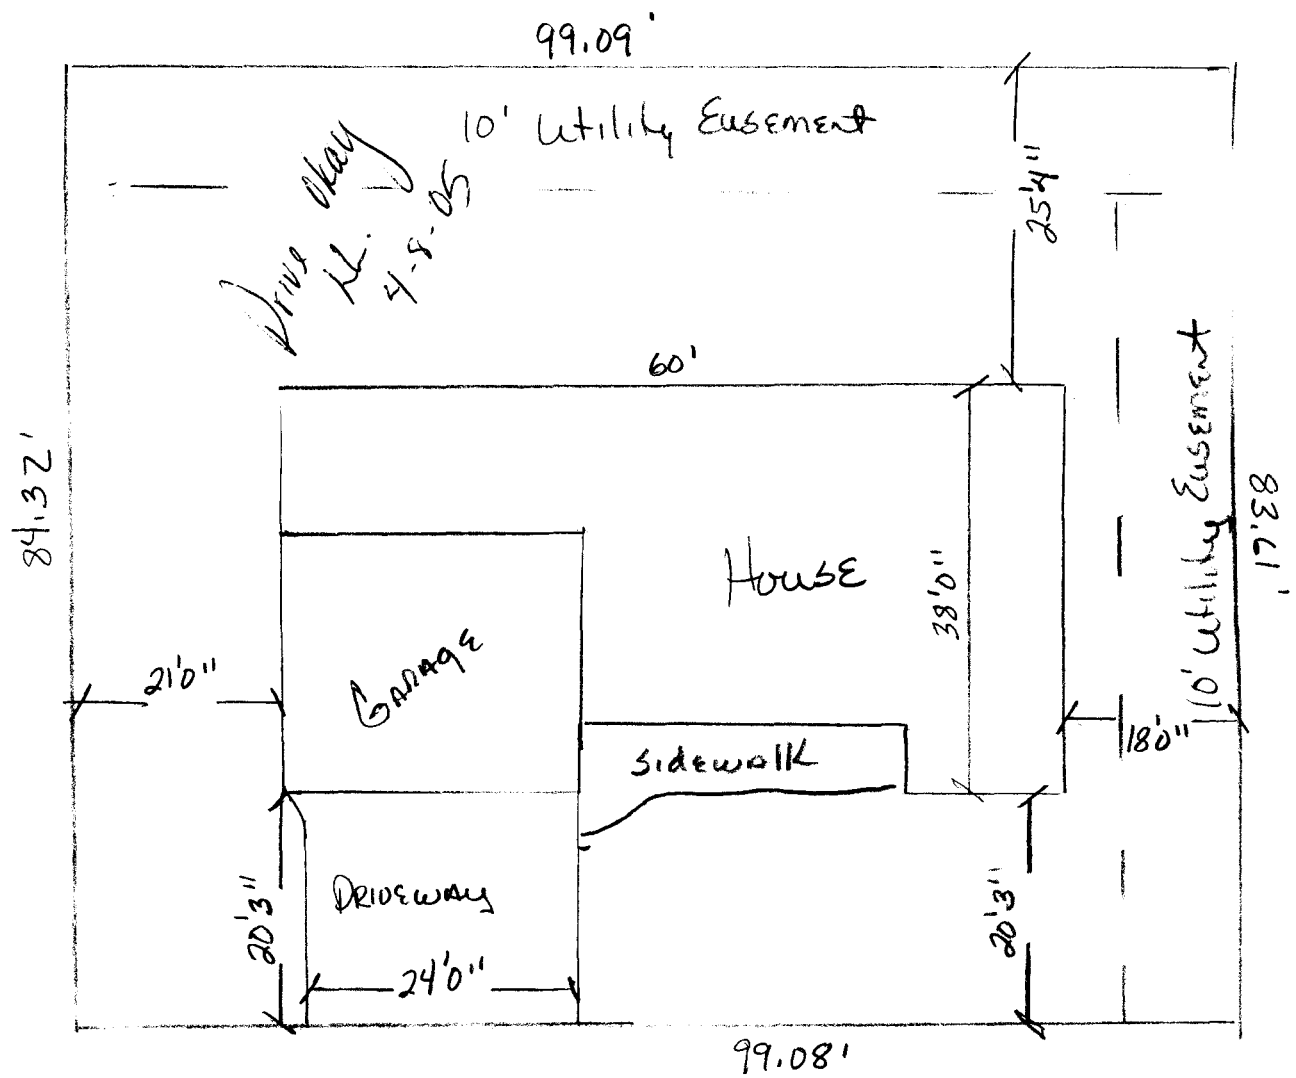 99.09'
10' Utility Easement
Drive okay
4-8-05
25'4"
60'
84.32'
10' Utility Easement
83.61'
House
38'0"
Garage
21'0"
18'0"
Sidewalk
Driveway
20'3"
20'3"
24'0"
99.08'